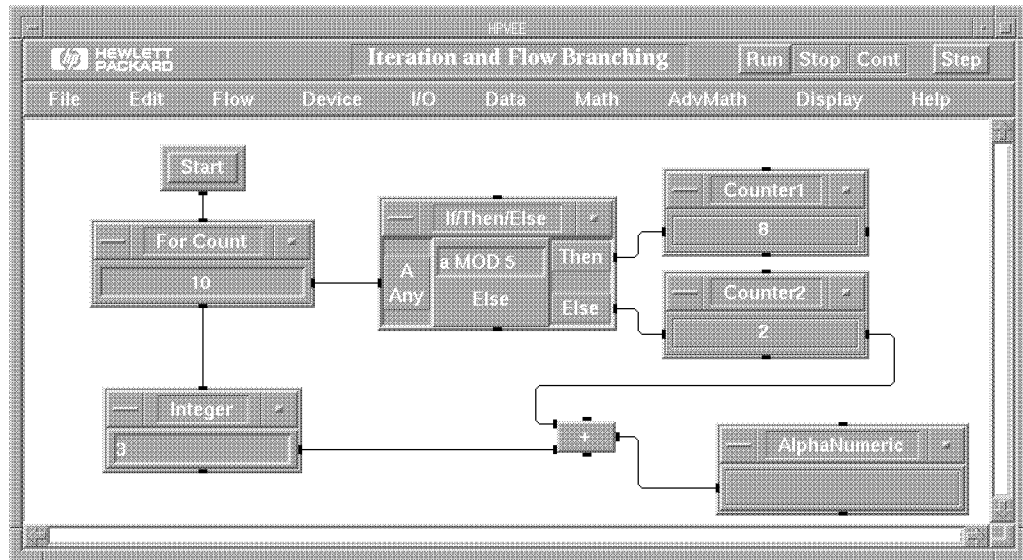 HPVEE
hp HEWLETT PACKARD
Iteration and Flow Branching
Run Stop Cont Step
File Edit Flow Device I/O Data Math AdvMath Display Help
Start
For Count
10
If/Then/Else
A
Any
a MOD 5
Else
Then
Else
Counter1
8
Counter2
2
Integer
3
+
AlphaNumeric